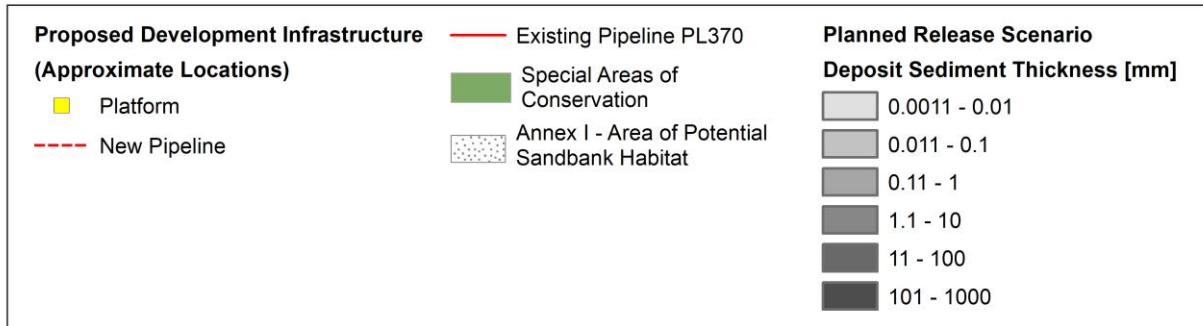 Proposed Development Infrastructure
(Approximate Locations)
Platform
New Pipeline
Existing Pipeline PL370
Special Areas of
Conservation
Annex I - Area of Potential
Sandbank Habitat
Planned Release Scenario
Deposit Sediment Thickness [mm]
0.0011 - 0.01
0.011 - 0.1
0.11 - 1
1.1 - 10
11 - 100
101 - 1000